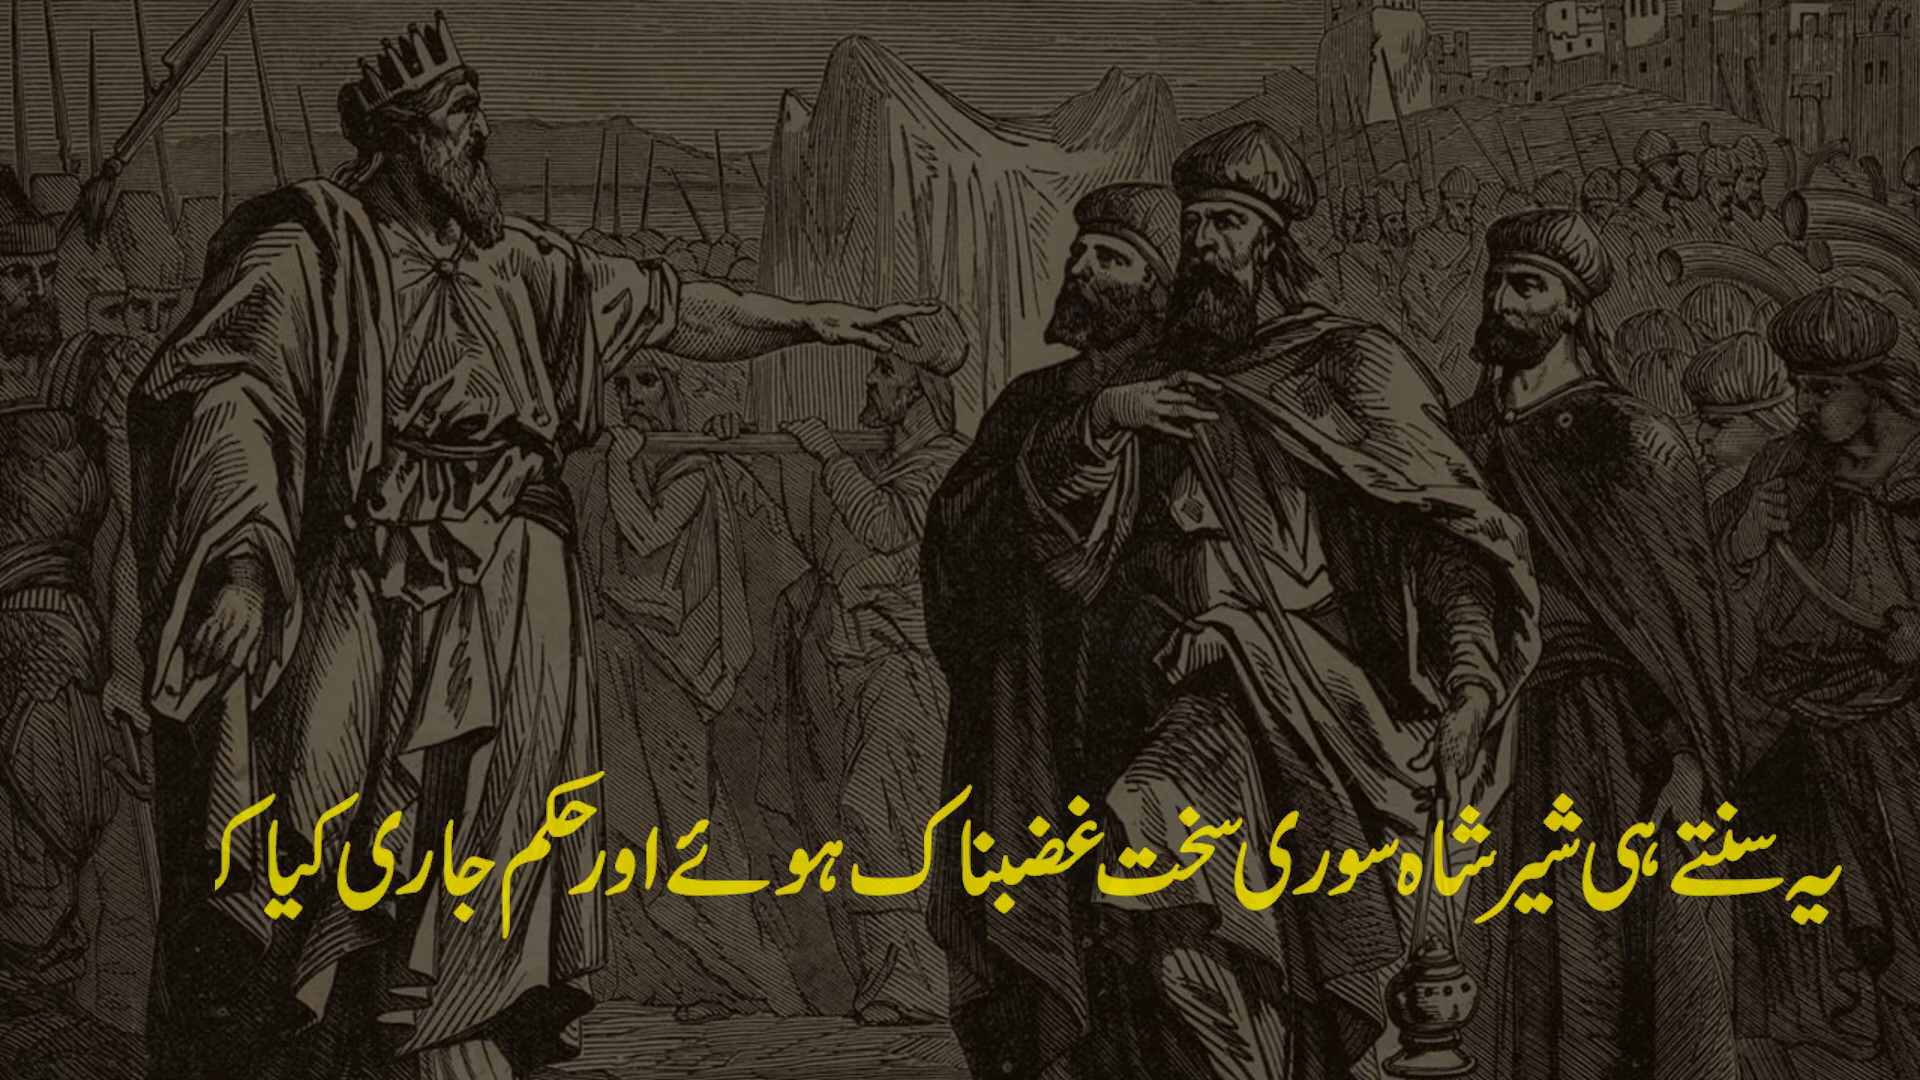 یہ سنتے ہی شیر شاہ سوری سخت غضبناک ہوئے اور حکم جاری کیا ک